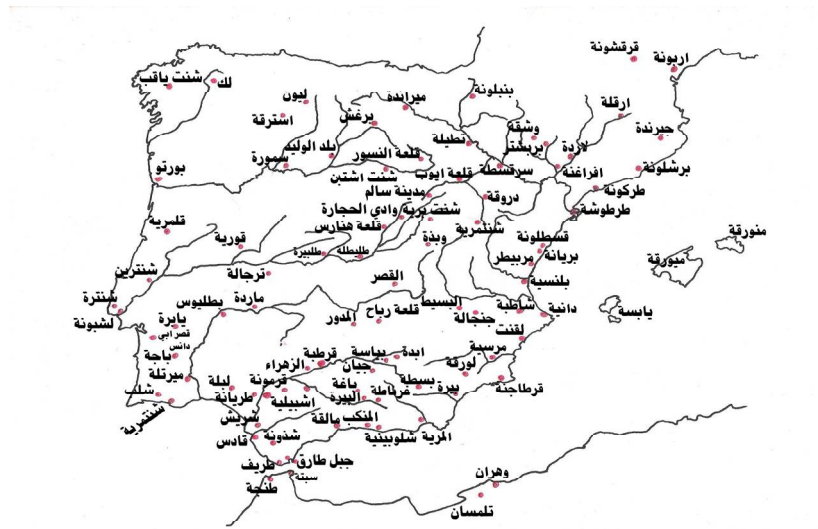 قرقشونة
اربونة
شنت ياقب
لك
ليون
اشترقة
ميراندة
برغش
بنبلونة
ارقلة
جيرندة
وشقة
بربشتر
لاردة
افراغنة
برشلونة
طركونة
طرطوشة
تطيلة
سرقسطة
بلد الوليد
سمورة
قلعة النسور
شنت اشتبن
قلعة ايوب
مدينة سالم
دروقة
بورتو
قلمرية
قورية
وادي الحجارة
شنت برية
قلعة هنارس
شنتمرية
وبذة
قسطلونة
بريانة
مربيطر
بلنسية
منورقة
ميورقة
يابسة
طلبيرة
طليطلة
شنترين
ترجالة
القصر
شنترة
لشبونة
بطليوس
ماردة
المدور
قلعة رباح
البسيط
جنجالة
شاطبة
دانية
لقنت
يابرة
قصر ابي دانس
باجة
ميرتلة
الزهراء
قرطبة
بياسة
ابدة
جيان
مرسية
لورقة
قرطاجنة
شلب
شنتمرية
لبلة
طريانة
قرمونة
اشبيلية
باغة
البيرة
غرناطة
بسطة
بيرة
شريش
قادس
شذونة
مالقة
المنكب
شلوبينية
المرية
طريف
جبل طارق
سبتة
طنجة
وهران
تلمسان